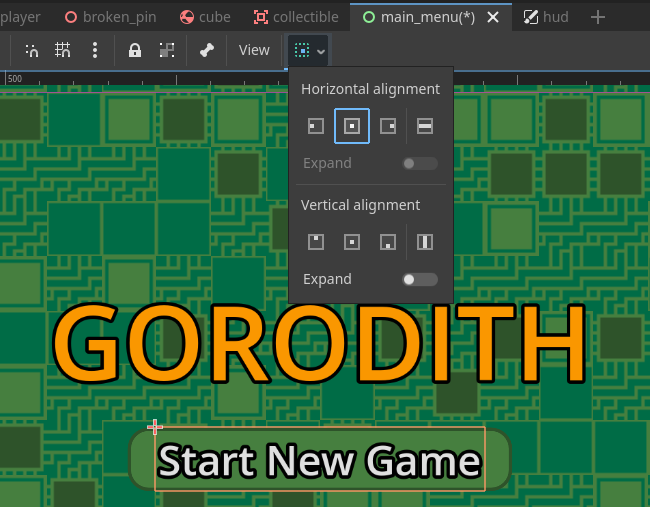 player broken_pin cube collectible main_menu(*) hud
View
500
Horizontal alignment
Expand
Vertical alignment
Expand
GORODITH
Start New Game